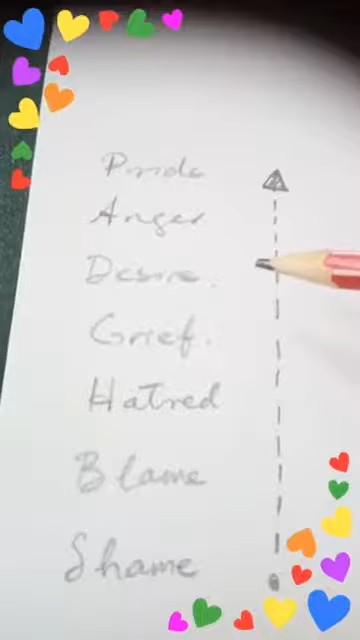 Pride
Anger
Desire.
Grief.
Hatred
Blame
Shame